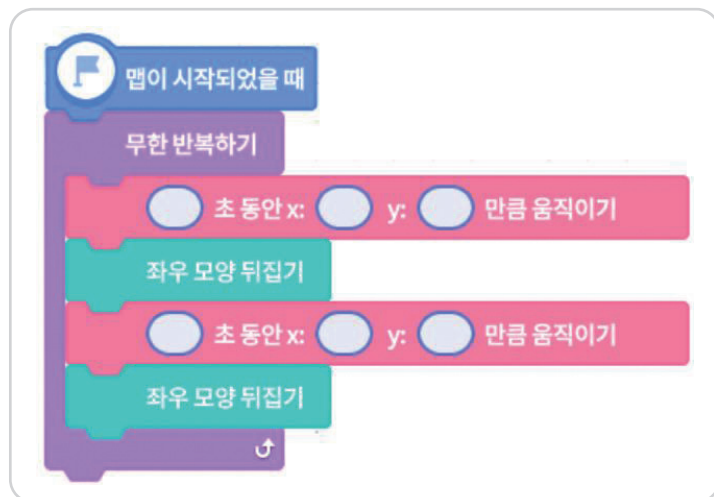 맵이 시작되었을 때
무한 반복하기
초 동안 x: y: 만큼 움직이기
좌우 모양 뒤집기
초 동안 x: y: 만큼 움직이기
좌우 모양 뒤집기